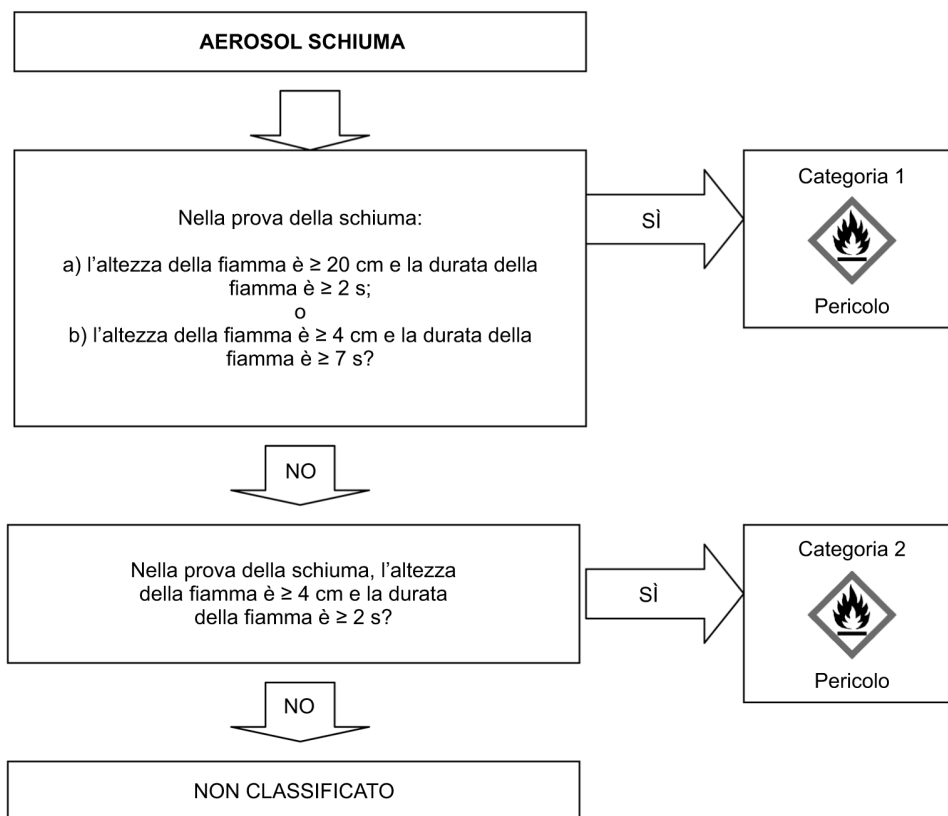 AEROSOL SCHIUMA
Nella prova della schiuma:
a) l’altezza della fiamma è ≥ 20 cm e la durata della
fiamma è ≥ 2 s;
o
b) l’altezza della fiamma è ≥ 4 cm e la durata della
fiamma è ≥ 7 s?
SÌ
Categoria 1
Pericolo
NO
Nella prova della schiuma, l’altezza
della fiamma è ≥ 4 cm e la durata
della fiamma è ≥ 2 s?
SÌ
Categoria 2
Pericolo
NO
NON CLASSIFICATO